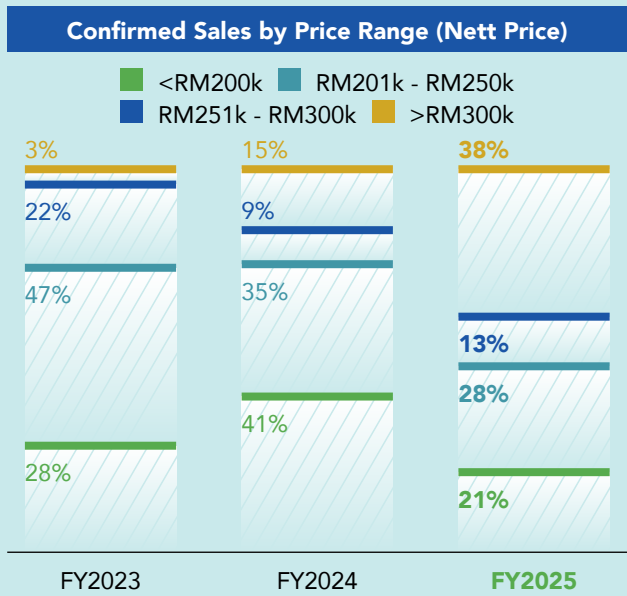 Confirmed Sales by Price Range (Nett Price)
<RM200k RM201k - RM250k
RM251k - RM300k >RM300k
3% 15% 38%
22% 9% 13%
47% 35% 28%
28% 41% 21%
FY2023 FY2024 FY2025